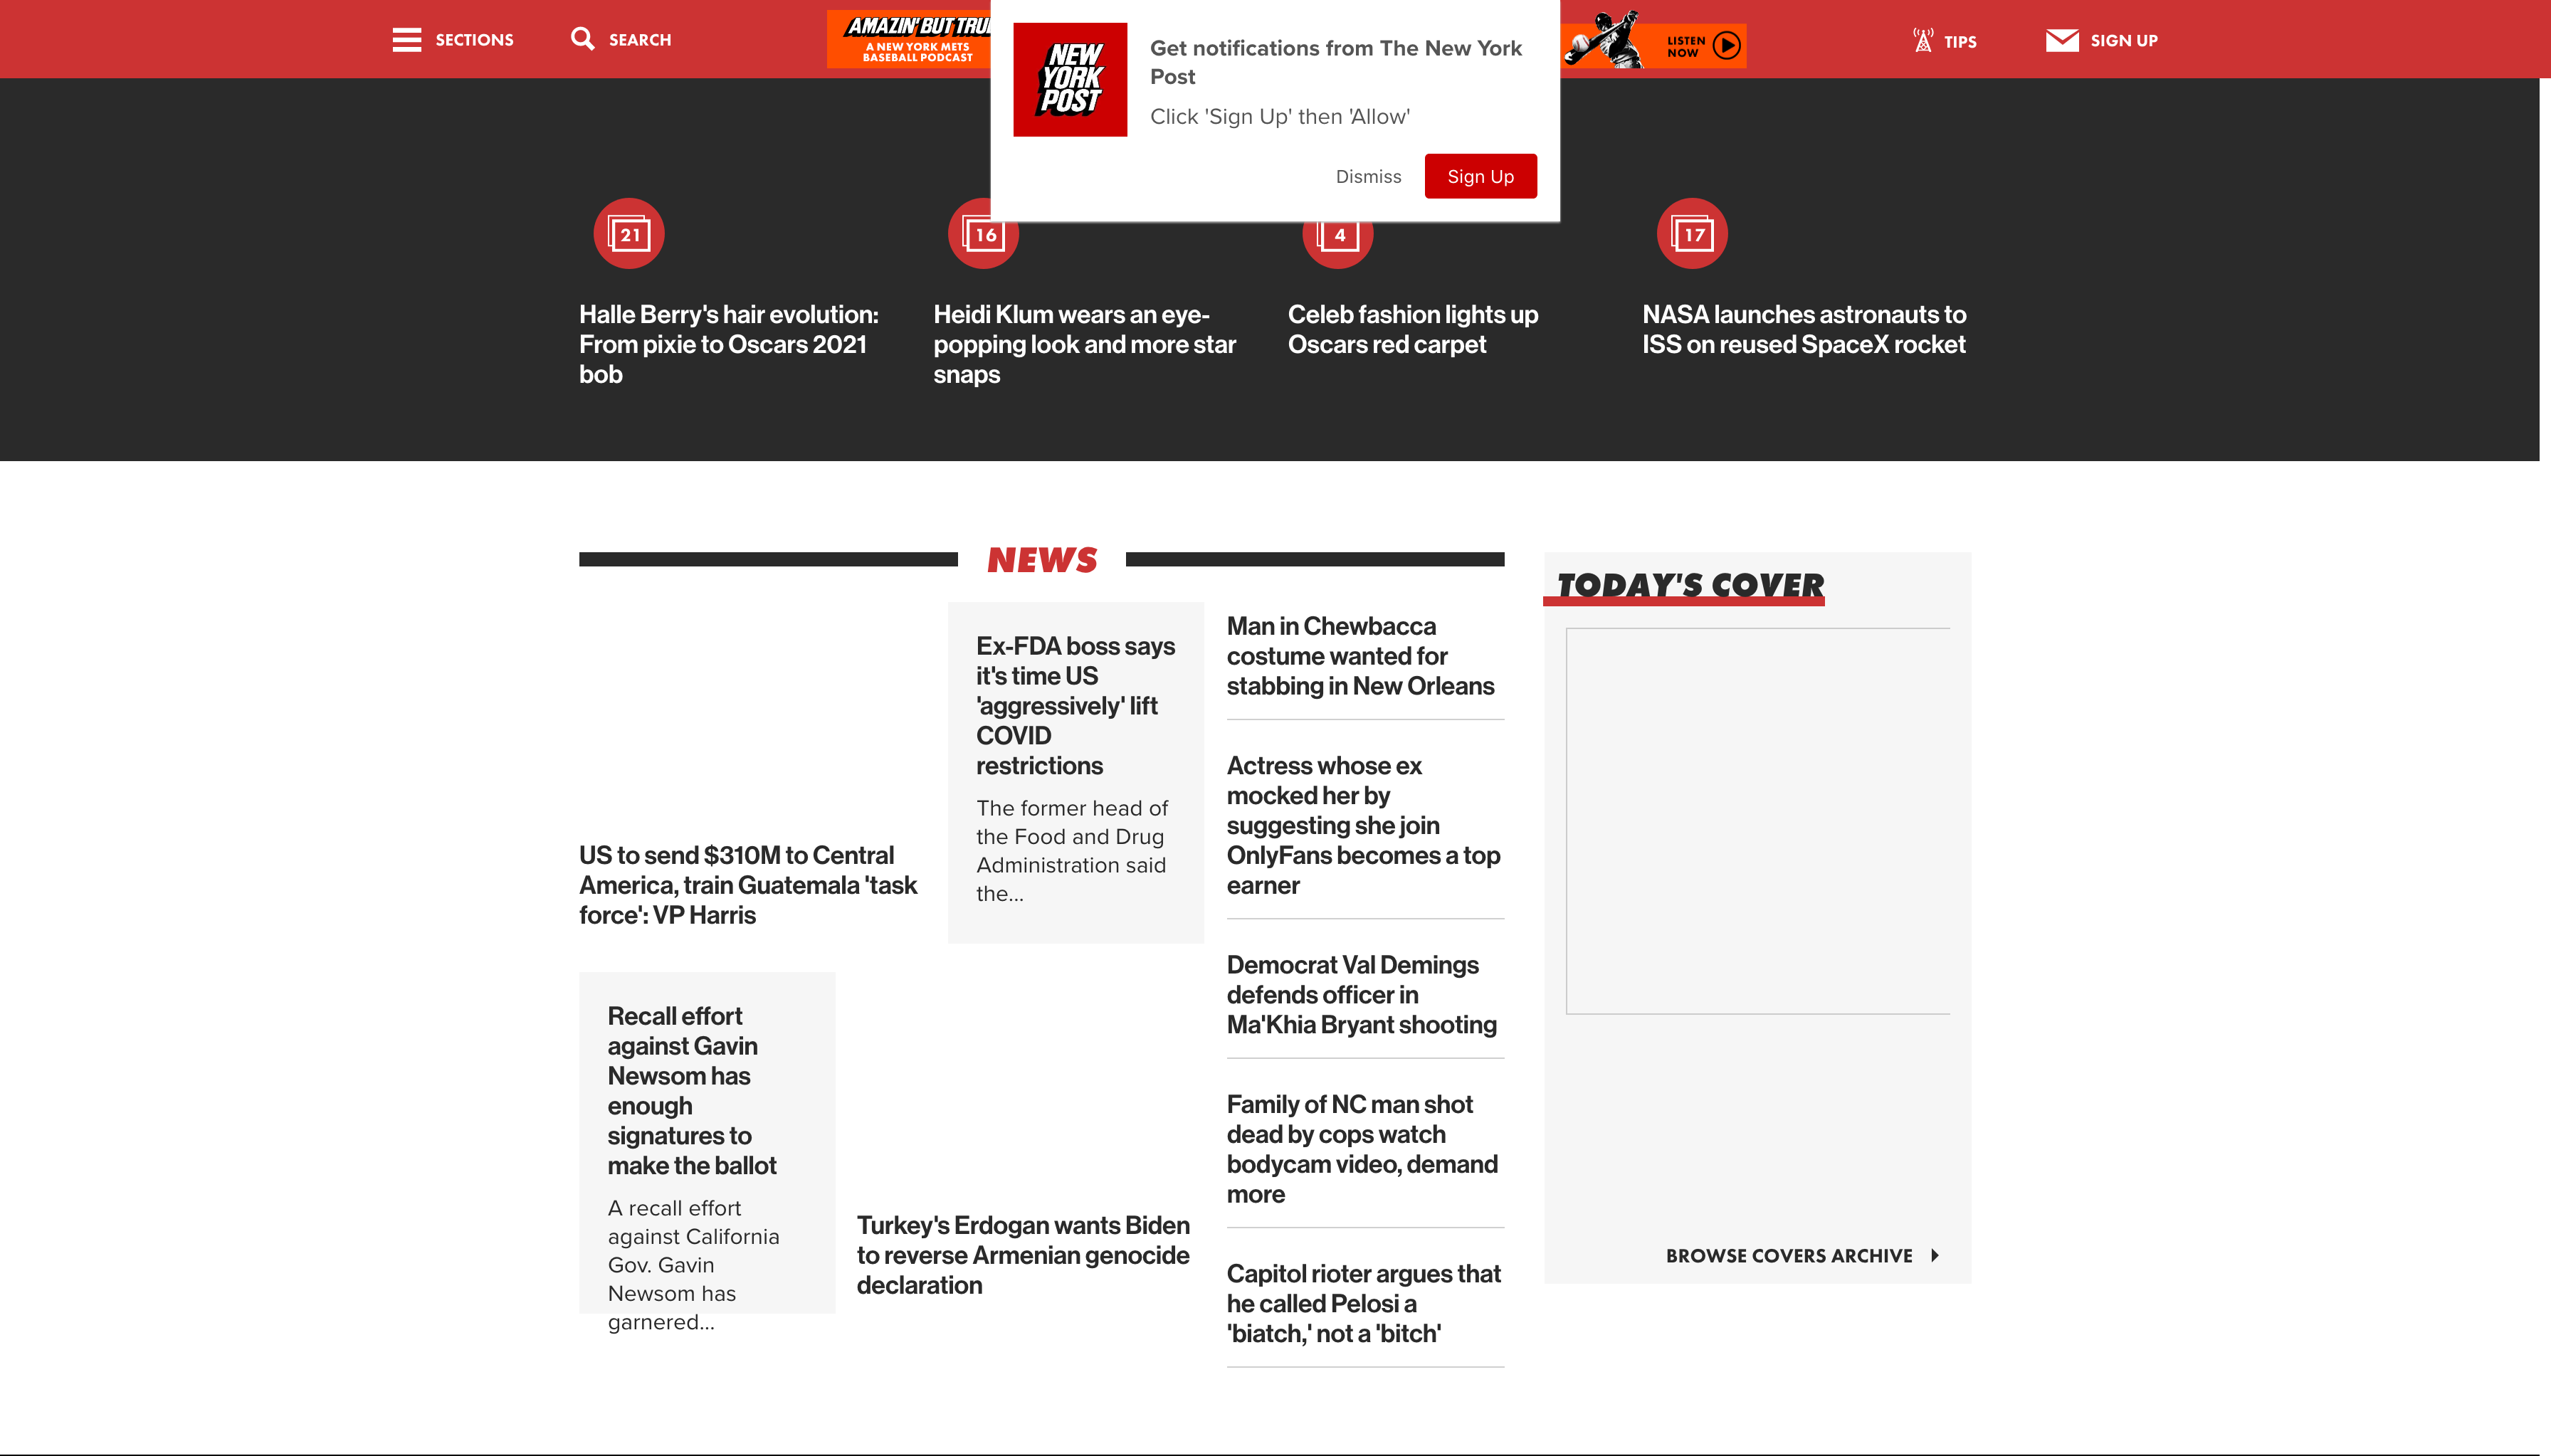 SECTIONS
SEARCH
AMAZIN' BUT
A NEW YORK METS
BASEBALL PODCAST
NEW
YORK
POST
Get notifications from The New York
Post
Click 'Sign Up' then 'Allow'
Dismiss
Sign Up
LISTEN
NOW
TIPS
SIGN UP
21
16
4
17
Halle Berry's hair evolution:
From pixie to Oscars 2021
bob
Heidi Klum wears an eye-
popping look and more star
snaps
Celeb fashion lights up
Oscars red carpet
NASA launches astronauts to
ISS on reused SpaceX rocket
NEWS
US to send $310M to Central
America, train Guatemala 'task
force': VP Harris
Ex-FDA boss says
it's time US
'aggressively' lift
COVID
restrictions
The former head of
the Food and Drug
Administration said
the...
Recall effort
against Gavin
Newsom has
enough
signatures to
make the ballot
A recall effort
against California
Gov. Gavin
Newsom has
garnered...
Turkey's Erdogan wants Biden
to reverse Armenian genocide
declaration
Man in Chewbacca
costume wanted for
stabbing in New Orleans
Actress whose ex
mocked her by
suggesting she join
OnlyFans becomes a top
earner
Democrat Val Demings
defends officer in
Ma'Khia Bryant shooting
Family of NC man shot
dead by cops watch
bodycam video, demand
more
Capitol rioter argues that
he called Pelosi a
'biatch,' not a 'bitch'
TODAY'S COVER
BROWSE COVERS ARCHIVE